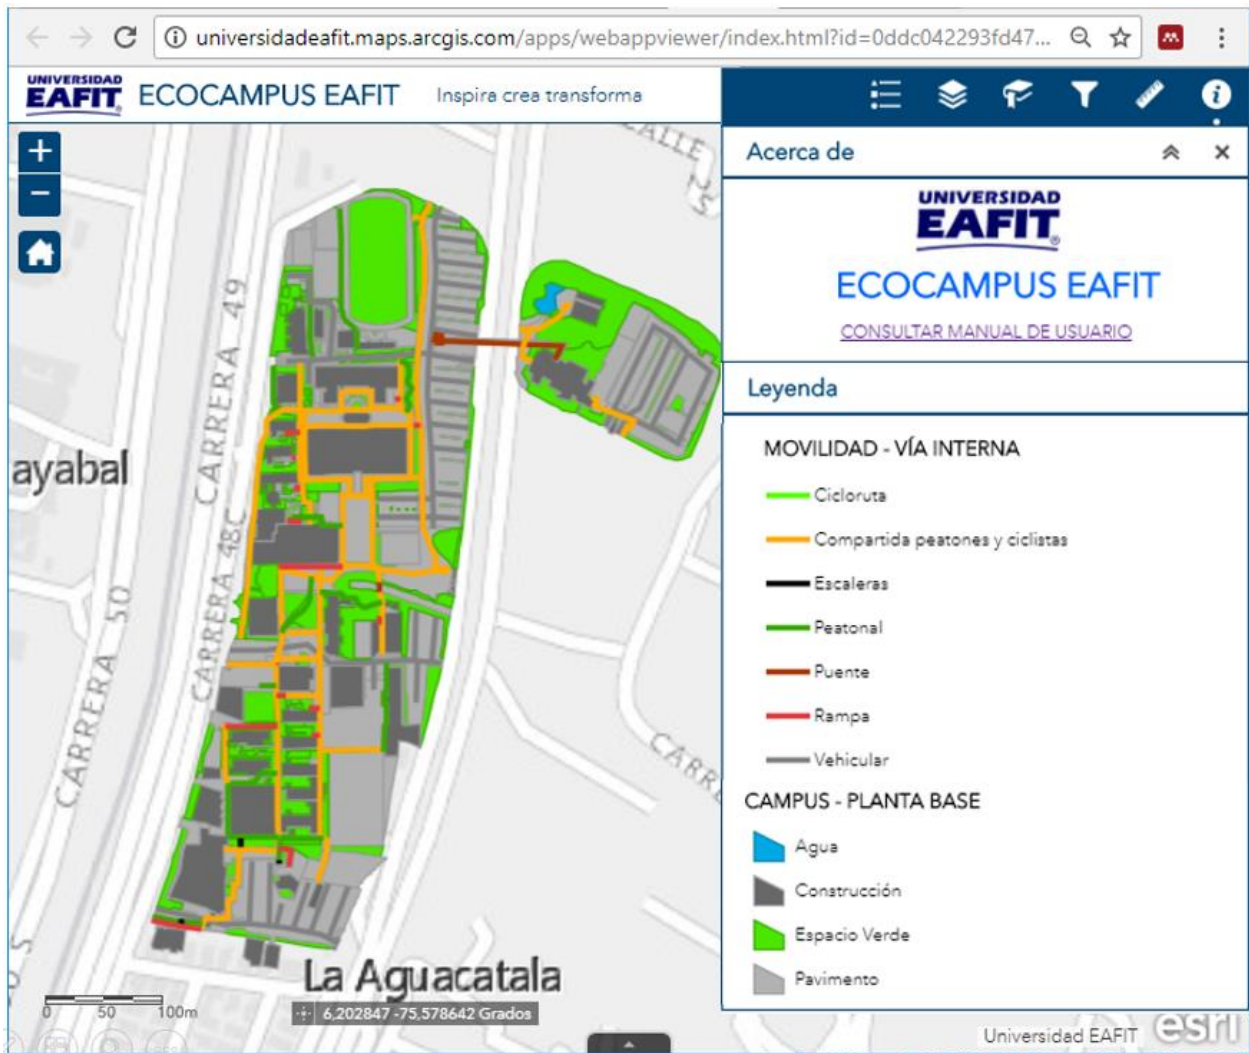 universidadeafit.maps.arcgis.com/apps/webappviewer/index.html?id=0ddc042293fd47...
UNIVERSIDAD
EAFIT
ECOCAMPUS EAFIT
Inspira crea transforma
Acerca de
UNIVERSIDAD
EAFIT
ECOCAMPUS EAFIT
CONSULTAR MANUAL DE USUARIO
Leyenda
MOVILIDAD - VÍA INTERNA
Cicloruta
Compartida peatones y ciclistas
Escaleras
Peatonal
Puente
Rampa
Vehicular
CAMPUS - PLANTA BASE
Agua
Construcción
Espacio Verde
Pavimento
CALLE
CARRERA 49
ayabal
CARRERA 48C
CARRERA 50
CARRE
La Aguacatala
0 50 100m
6,202847 -75,578642 Grados
Universidad EAFIT
esri